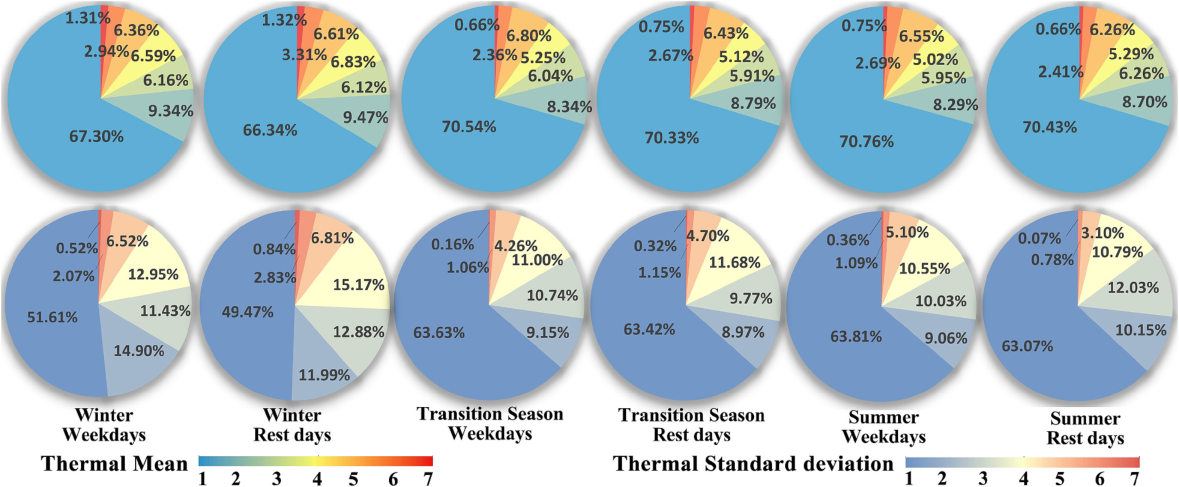 1.31% 6.36% 2.94% 6.59% 6.16% 9.34% 67.30%
1.32% 6.61% 3.31% 6.83% 6.12% 9.47% 66.34%
0.66% 6.80% 2.36% 5.25% 6.04% 8.34% 70.54%
0.75% 6.43% 2.67% 5.12% 5.91% 8.79% 70.33%
0.75% 6.55% 2.69% 5.02% 5.95% 8.29% 70.76%
0.66% 6.26% 2.41% 5.29% 6.26% 8.70% 70.43%
0.52% 6.52% 2.07% 12.95% 11.43% 51.61% 14.90%
0.84% 6.81% 2.83% 15.17% 49.47% 12.88% 11.99%
0.16% 4.26% 1.06% 11.00% 10.74% 63.63% 9.15%
0.32% 4.70% 1.15% 11.68% 9.77% 63.42% 8.97%
0.36% 5.10% 1.09% 10.55% 10.03% 63.81% 9.06%
0.07% 3.10% 0.78% 10.79% 12.03% 10.15% 63.07%
Winter
Weekdays
Winter
Rest days
Transition Season
Weekdays
Transition Season
Rest days
Summer
Weekdays
Summer
Rest days
Thermal Mean
1 2 3 4 5 6 7
Thermal Standard deviation
1 2 3 4 5 6 7